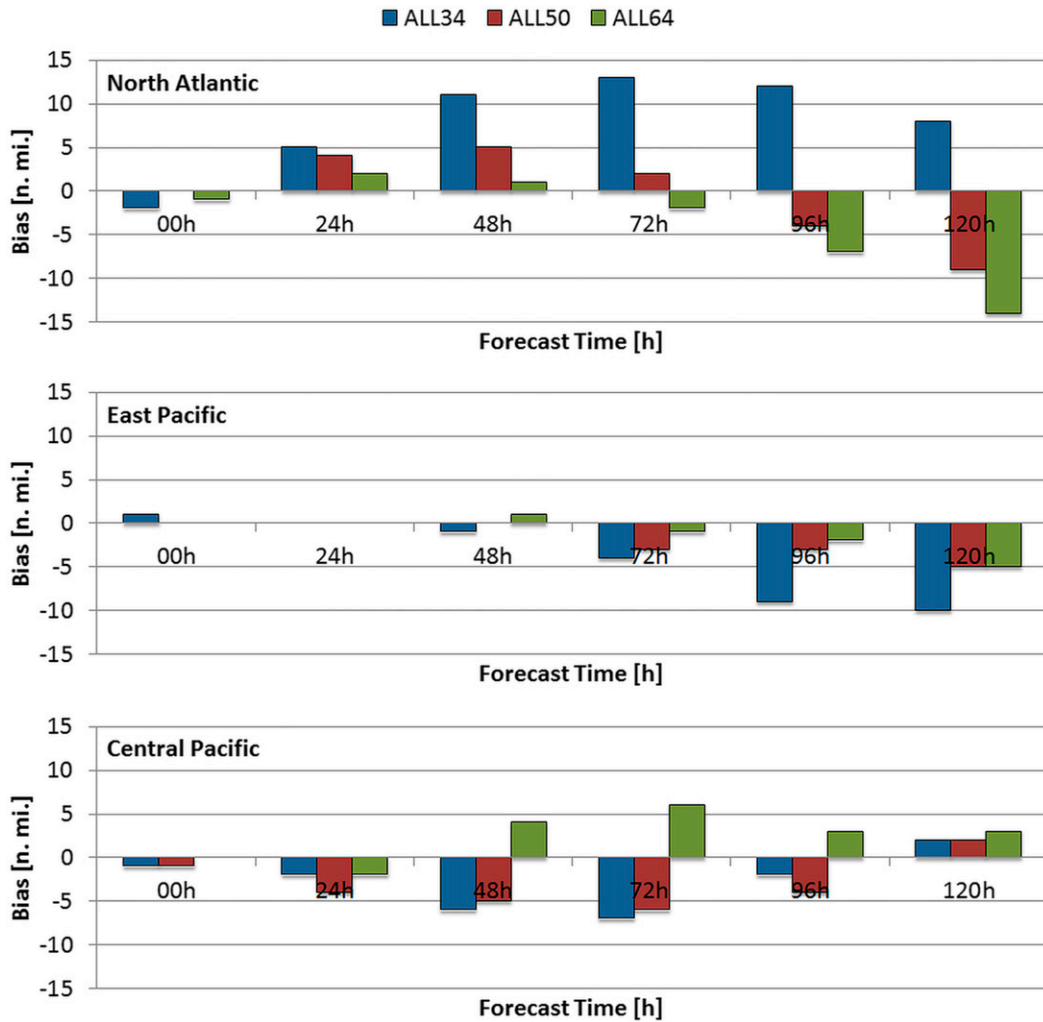 ALL34 ALL50 ALL64
North Atlantic
15
10
5
0
-5
-10
-15
Bias [n. mi.]
00h 24h 48h 72h 96h 120h
Forecast Time [h]
East Pacific
15
10
5
0
-5
-10
-15
Bias [n. mi.]
00h 24h 48h 72h 96h 120h
Forecast Time [h]
Central Pacific
15
10
5
0
-5
-10
-15
Bias [n. mi.]
00h 24h 48h 72h 96h 120h
Forecast Time [h]